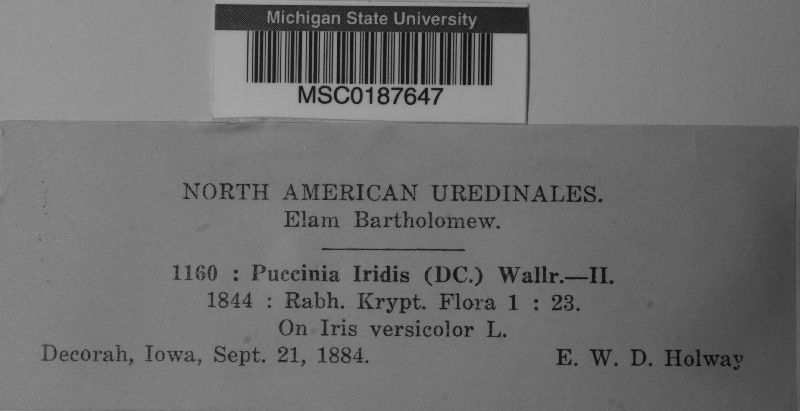 Michigan State University
MSC0187647
NORTH AMERICAN UREDINALES.
Elam Bartholomew.
1160 : Puccinia Iridis (DC.) Wallr.—II.
1844 : Rabh. Krypt. Flora 1 : 23.
On Iris versicolor L.
Decorah, Iowa, Sept. 21, 1884. E. W. D. Holway